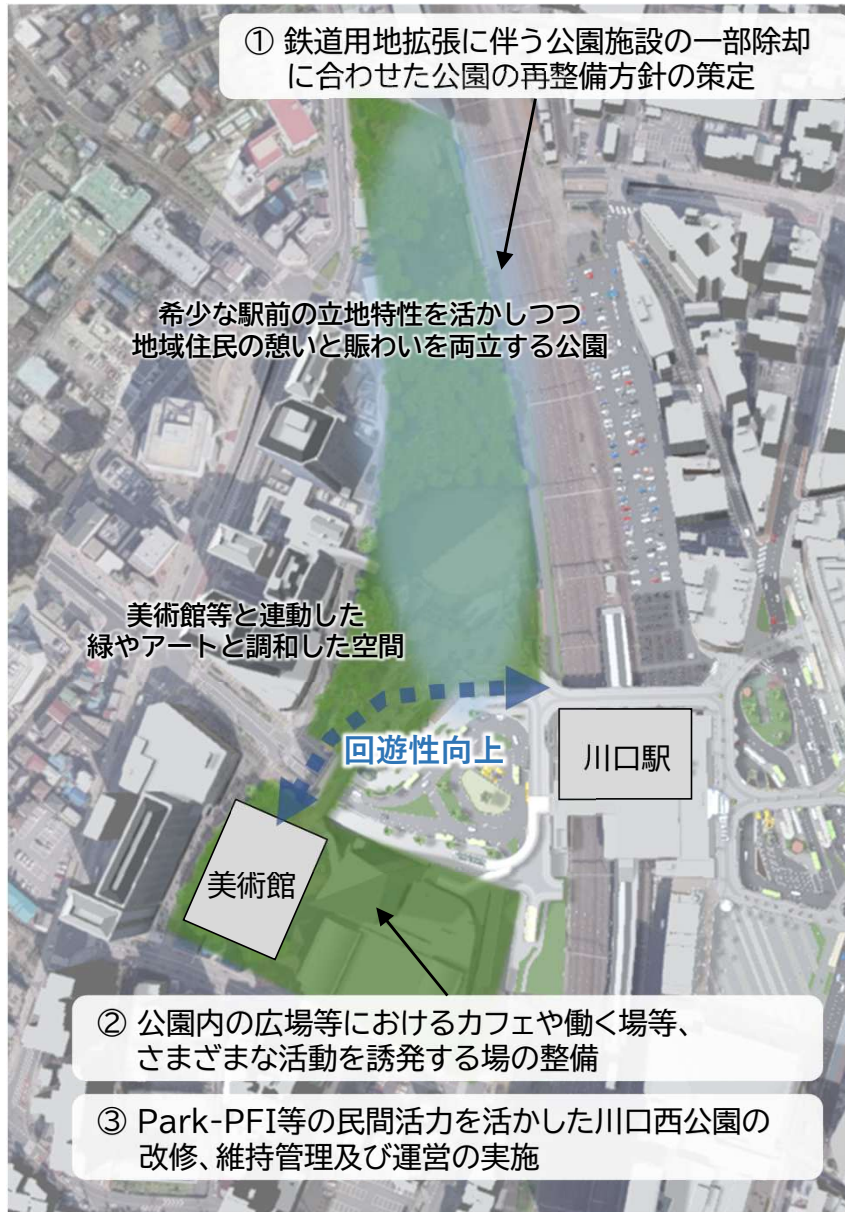 ① 鉄道用地拡張に伴う公園施設の一部除却
に合わせた公園の再整備方針の策定
希少な駅前の立地特性を活かしつつ
地域住民の憩いと賑わいを両立する公園
美術館等と連動した
緑やアートと調和した空間
回遊性向上
川口駅
美術館
② 公園内の広場等におけるカフェや働く場等、
さまざまな活動を誘発する場の整備
③ Park-PFI等の民間活力を活かした川口西公園の
改修、維持管理及び運営の実施